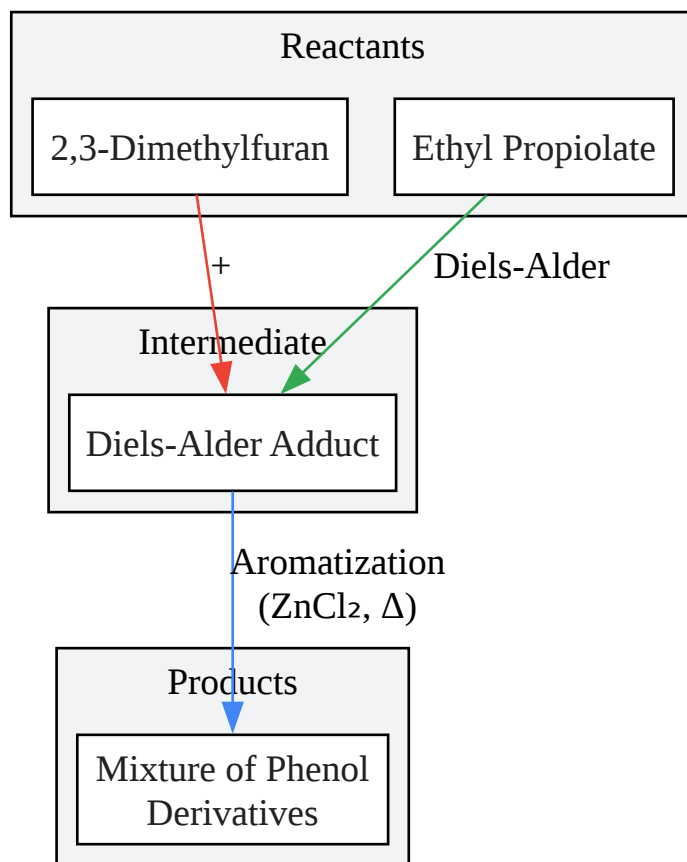 Reactants
2,3-Dimethylfuran
Ethyl Propiolate
+
Diels-Alder
Intermediate
Diels-Alder Adduct
Aromatization
(ZnCl₂, Δ)
Products
Mixture of Phenol
Derivatives